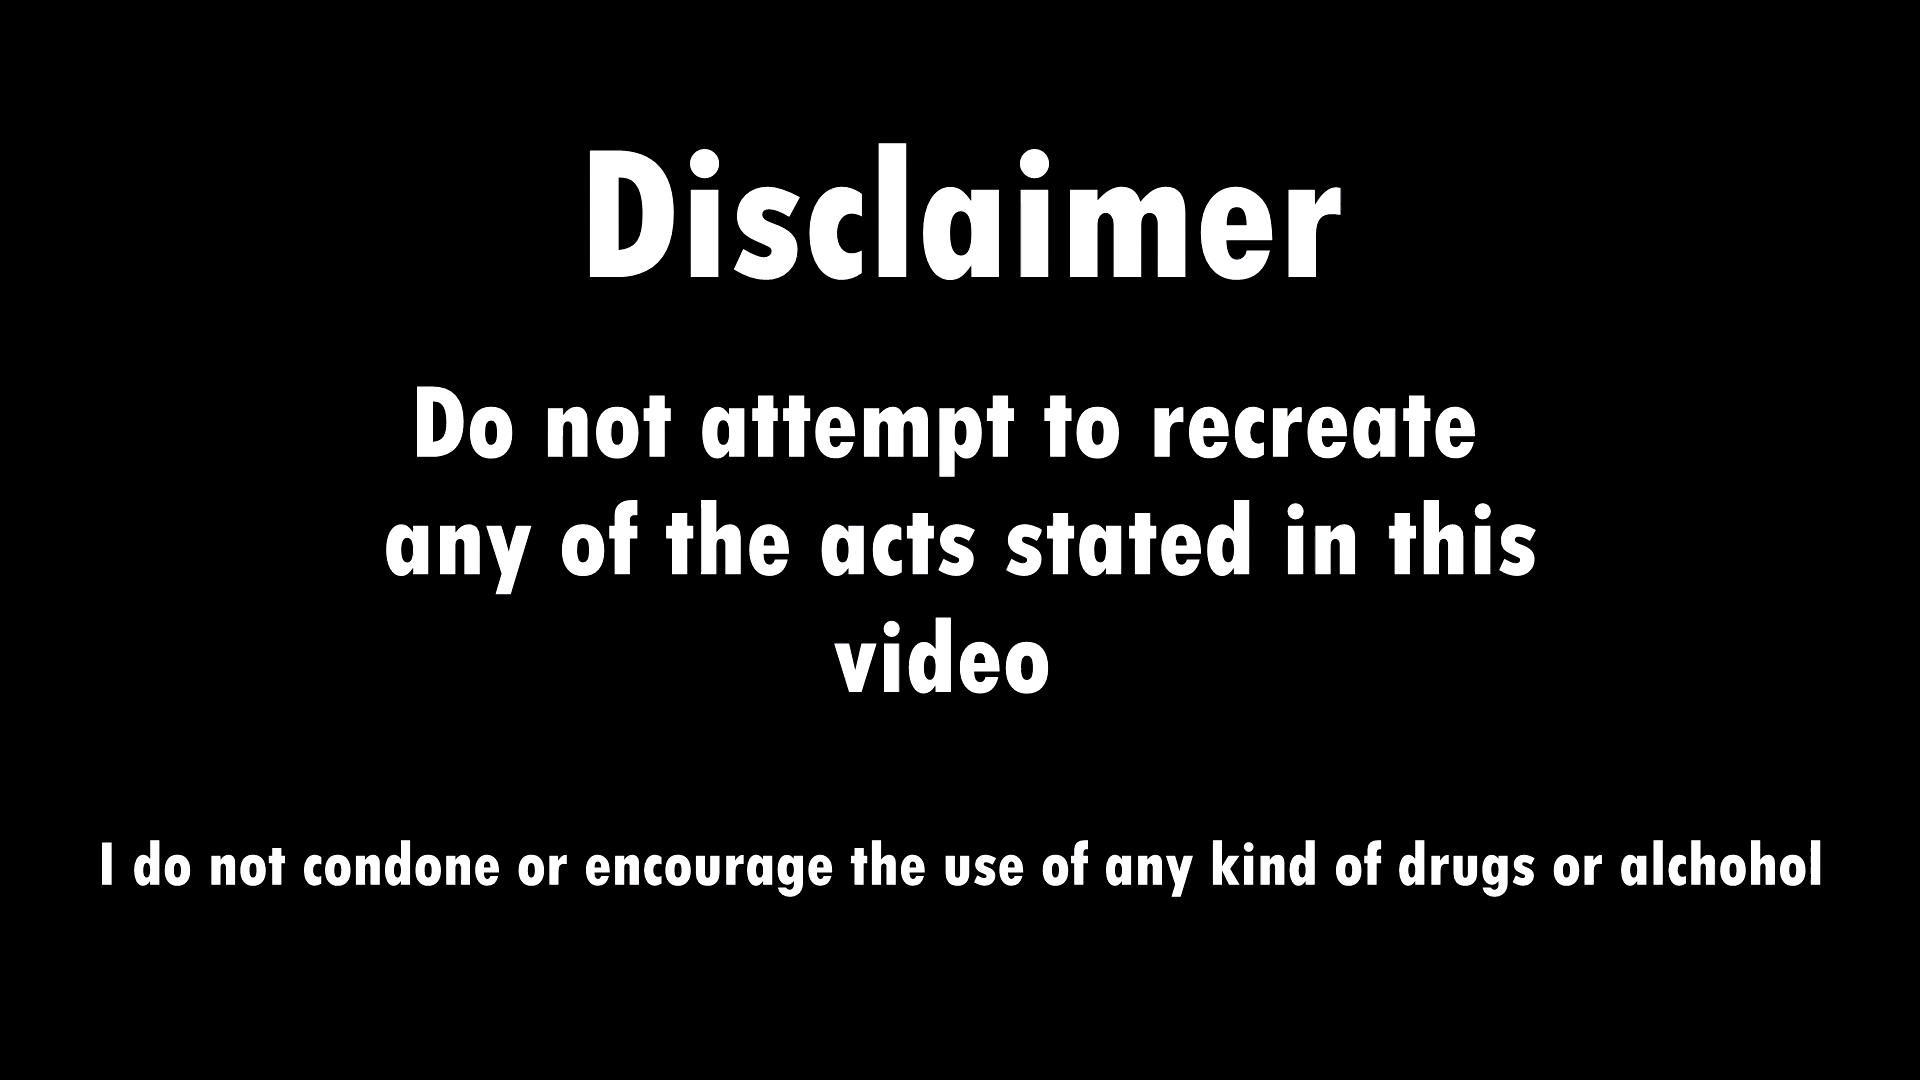 Disclaimer
Do not attempt to recreate
any of the acts stated in this
video
I do not condone or encourage the use of any kind of drugs or alchohol